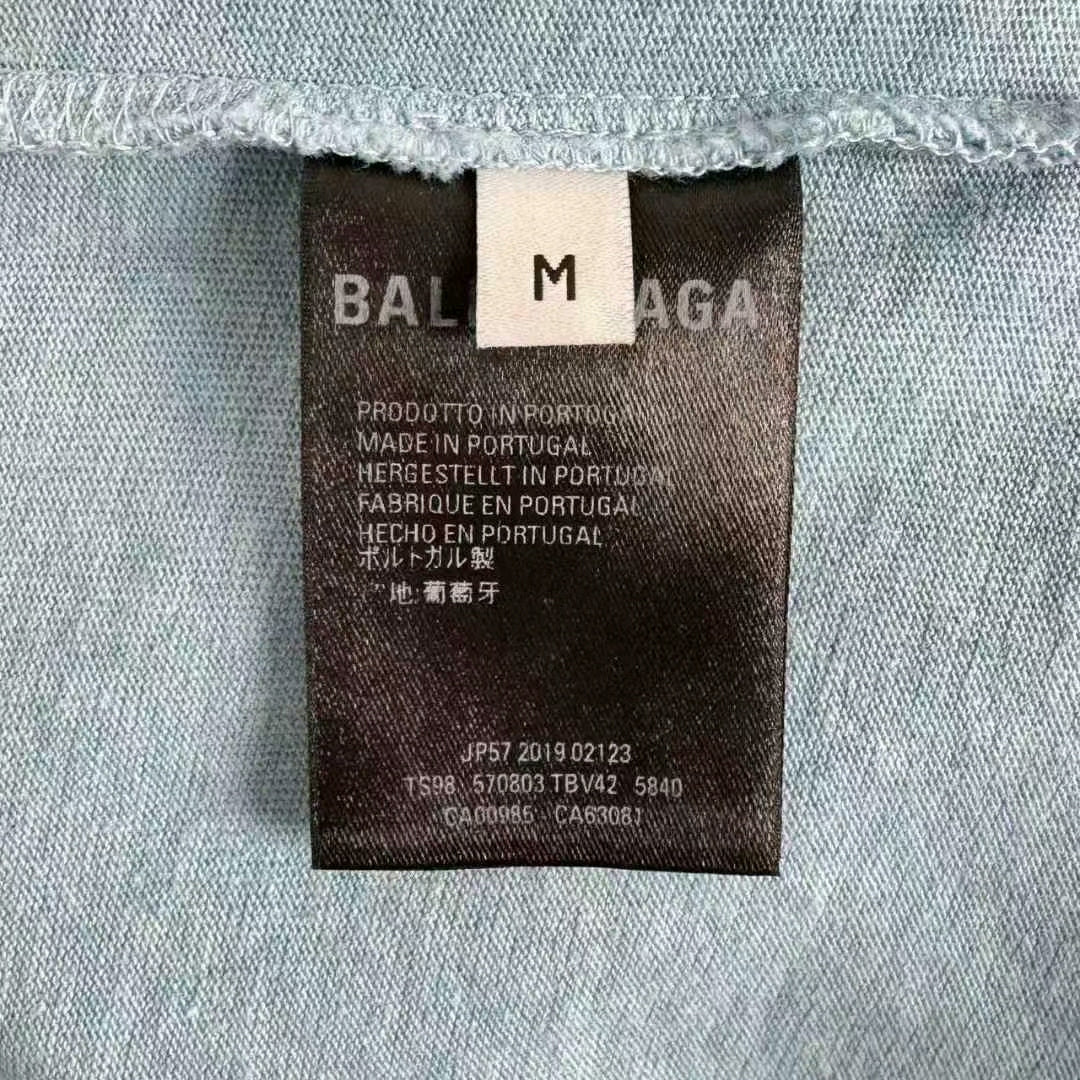 M
BAL AGA
PRODOTTO IN PORTOGA
MADE IN PORTUGAL
HERGESTELLT IN PORTUGAL
FABRIQUE EN PORTUGAL
HECHO EN PORTUGAL
ポルトガル製
地:葡萄牙
JP57 2019 02123
TS98 570803 TBV42 5840
CA00985 - CA63081